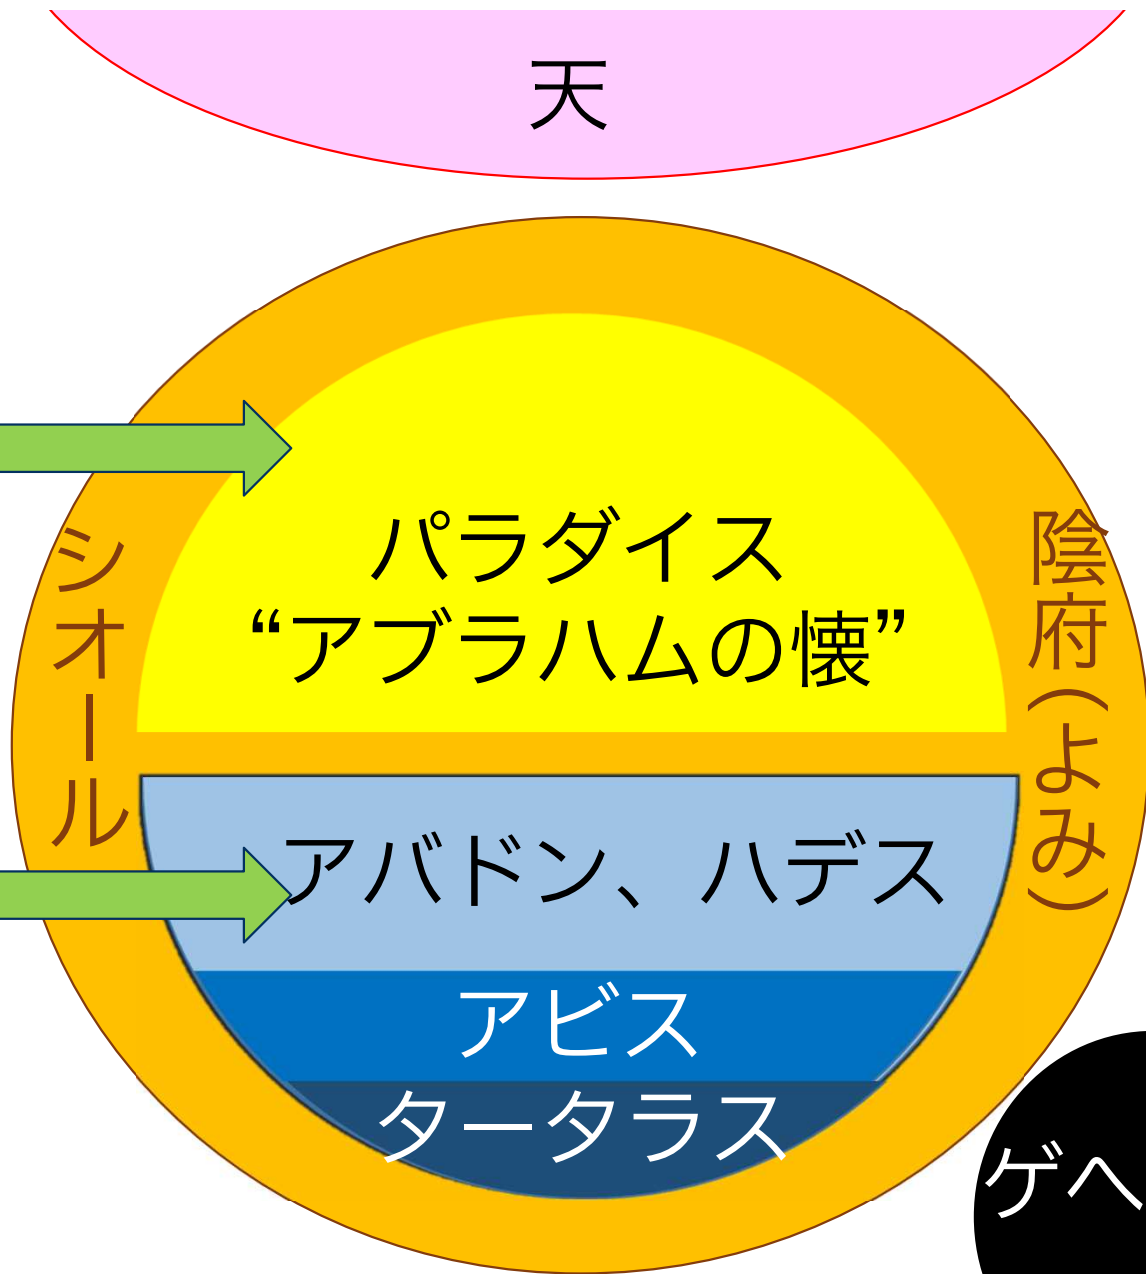 天
パラダイス
“アブラハムの懐”
シオール
陰府(よみ)
アバドン、ハデス
アビス
タータラス
ゲヘ